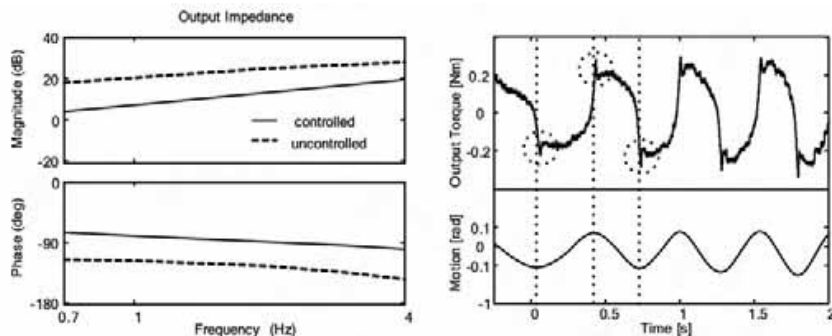 Output Impedance
Magnitude (dB)
40
20
0
-20
controlled
uncontrolled
Phase (deg)
0
-90
-180
0.7
1
4
Frequency (Hz)
Output Torque [Nm]
0.2
0
-0.2
Motion [rad]
0.1
0
-0.1
-1
0
0.5
1
1.5
2
Time [s]